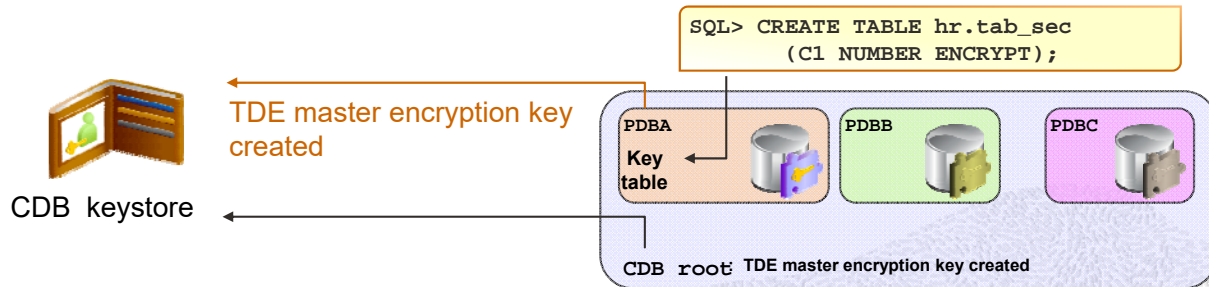 SQL> CREATE TABLE hr.tab_sec
(C1 NUMBER ENCRYPT);
TDE master encryption key
created
CDB keystore
PDBA
Key
table
PDBB
PDBC
CDB root: TDE master encryption key created